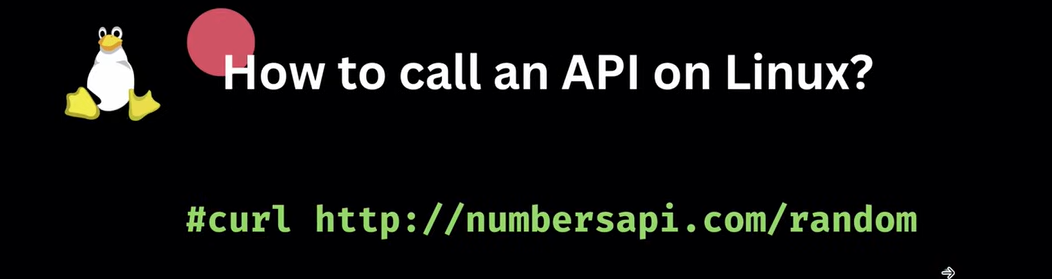 How to call an API on Linux?
#curl http://numbersapi.com/random